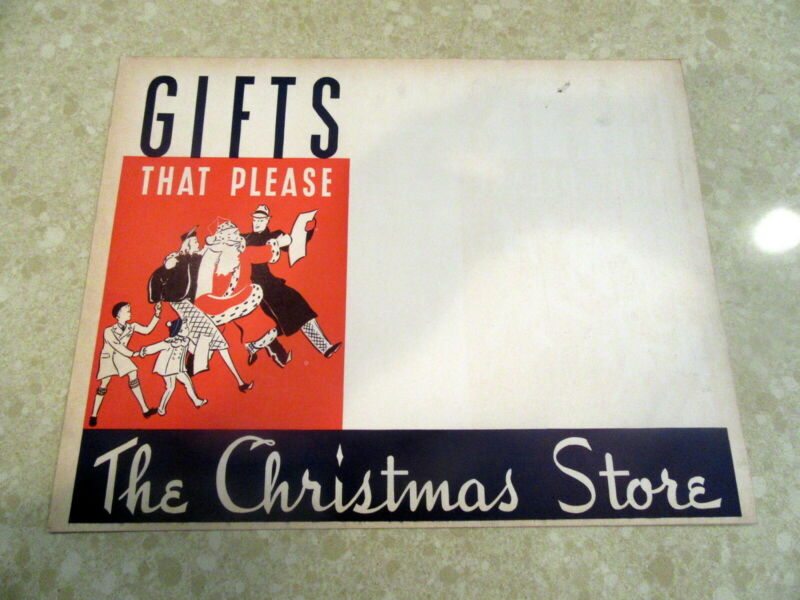 GIFTS
THAT PLEASE
The Christmas Store